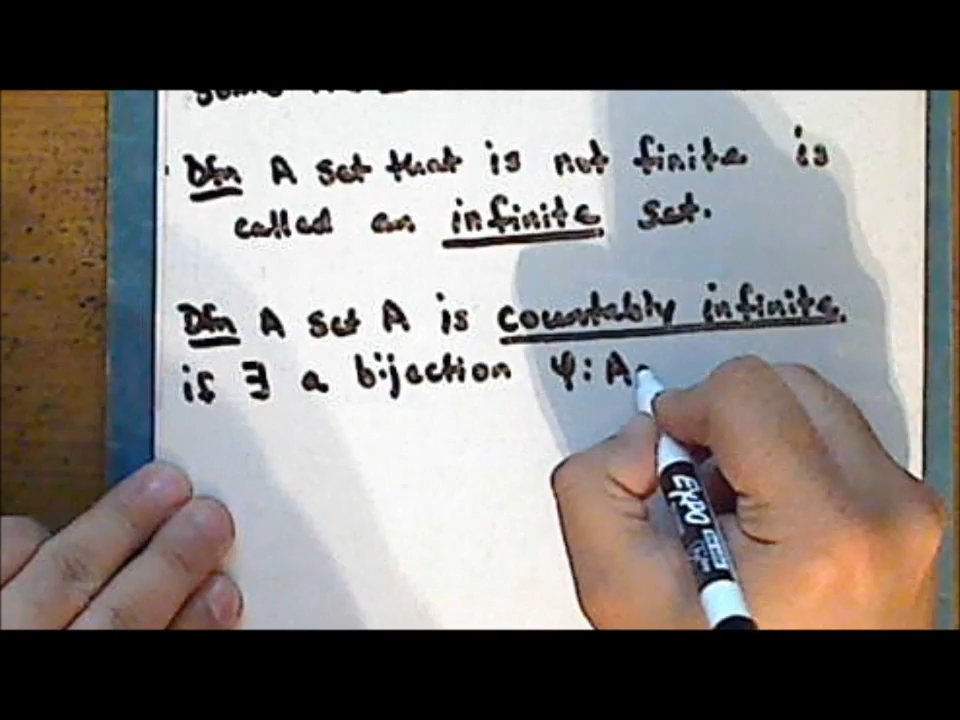 Dfn A set that is not finite is
called an infinite set.
Dfn A set A is countably infinite
if ∃ a bijection φ: A
EXPO